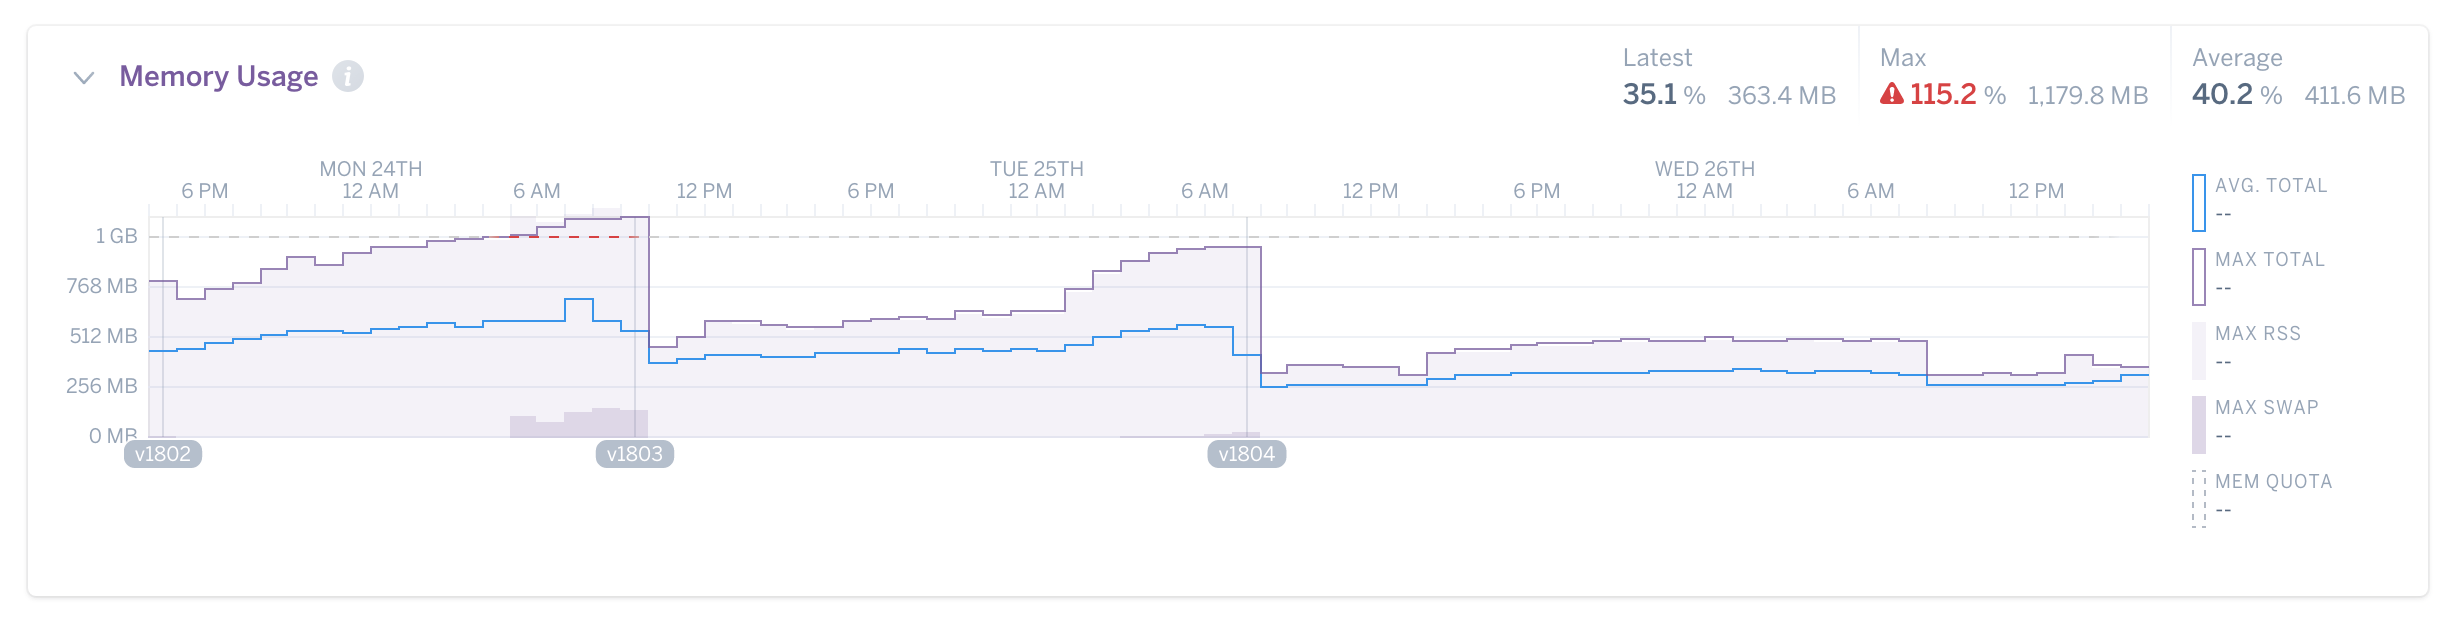 Memory Usage i
Latest
35.1 % 363.4 MB
Max
115.2 % 1,179.8 MB
Average
40.2 % 411.6 MB
MON 24TH TUE 25TH WED 26TH
6 PM 12 AM 6 AM 12 PM 6 PM 12 AM 6 AM 12 PM 6 PM 12 AM 6 AM 12 PM
1 GB
768 MB
512 MB
256 MB
0 MB
v1802 v1803 v1804
AVG. TOTAL
--
MAX TOTAL
--
MAX RSS
--
MAX SWAP
--
MEM QUOTA
--